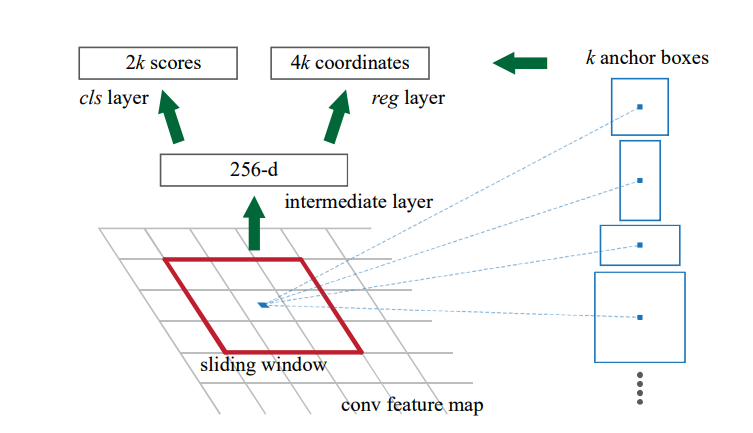 2k scores
4k coordinates
k anchor boxes
cls layer
reg layer
256-d
intermediate layer
sliding window
conv feature map